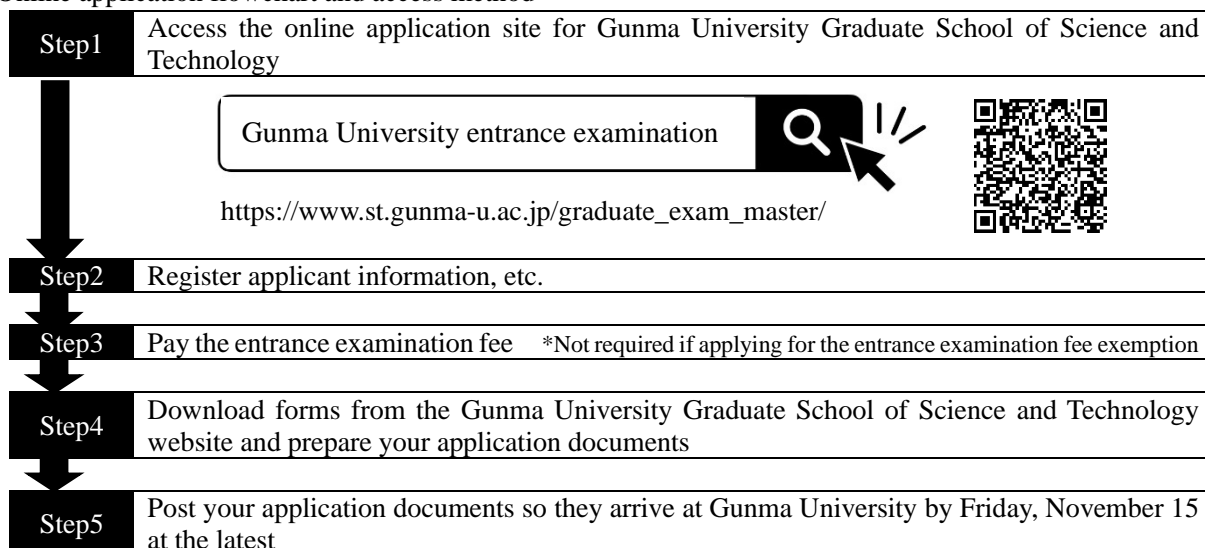 Online application flowchart and access method
Step1
Access the online application site for Gunma University Graduate School of Science and
Technology
Gunma University entrance examination
https://www.st.gunma-u.ac.jp/graduate_exam_master/
Step2
Register applicant information, etc.
Step3
Pay the entrance examination fee *Not required if applying for the entrance examination fee exemption
Step4
Download forms from the Gunma University Graduate School of Science and Technology
website and prepare your application documents
Step5
Post your application documents so they arrive at Gunma University by Friday, November 15
at the latest